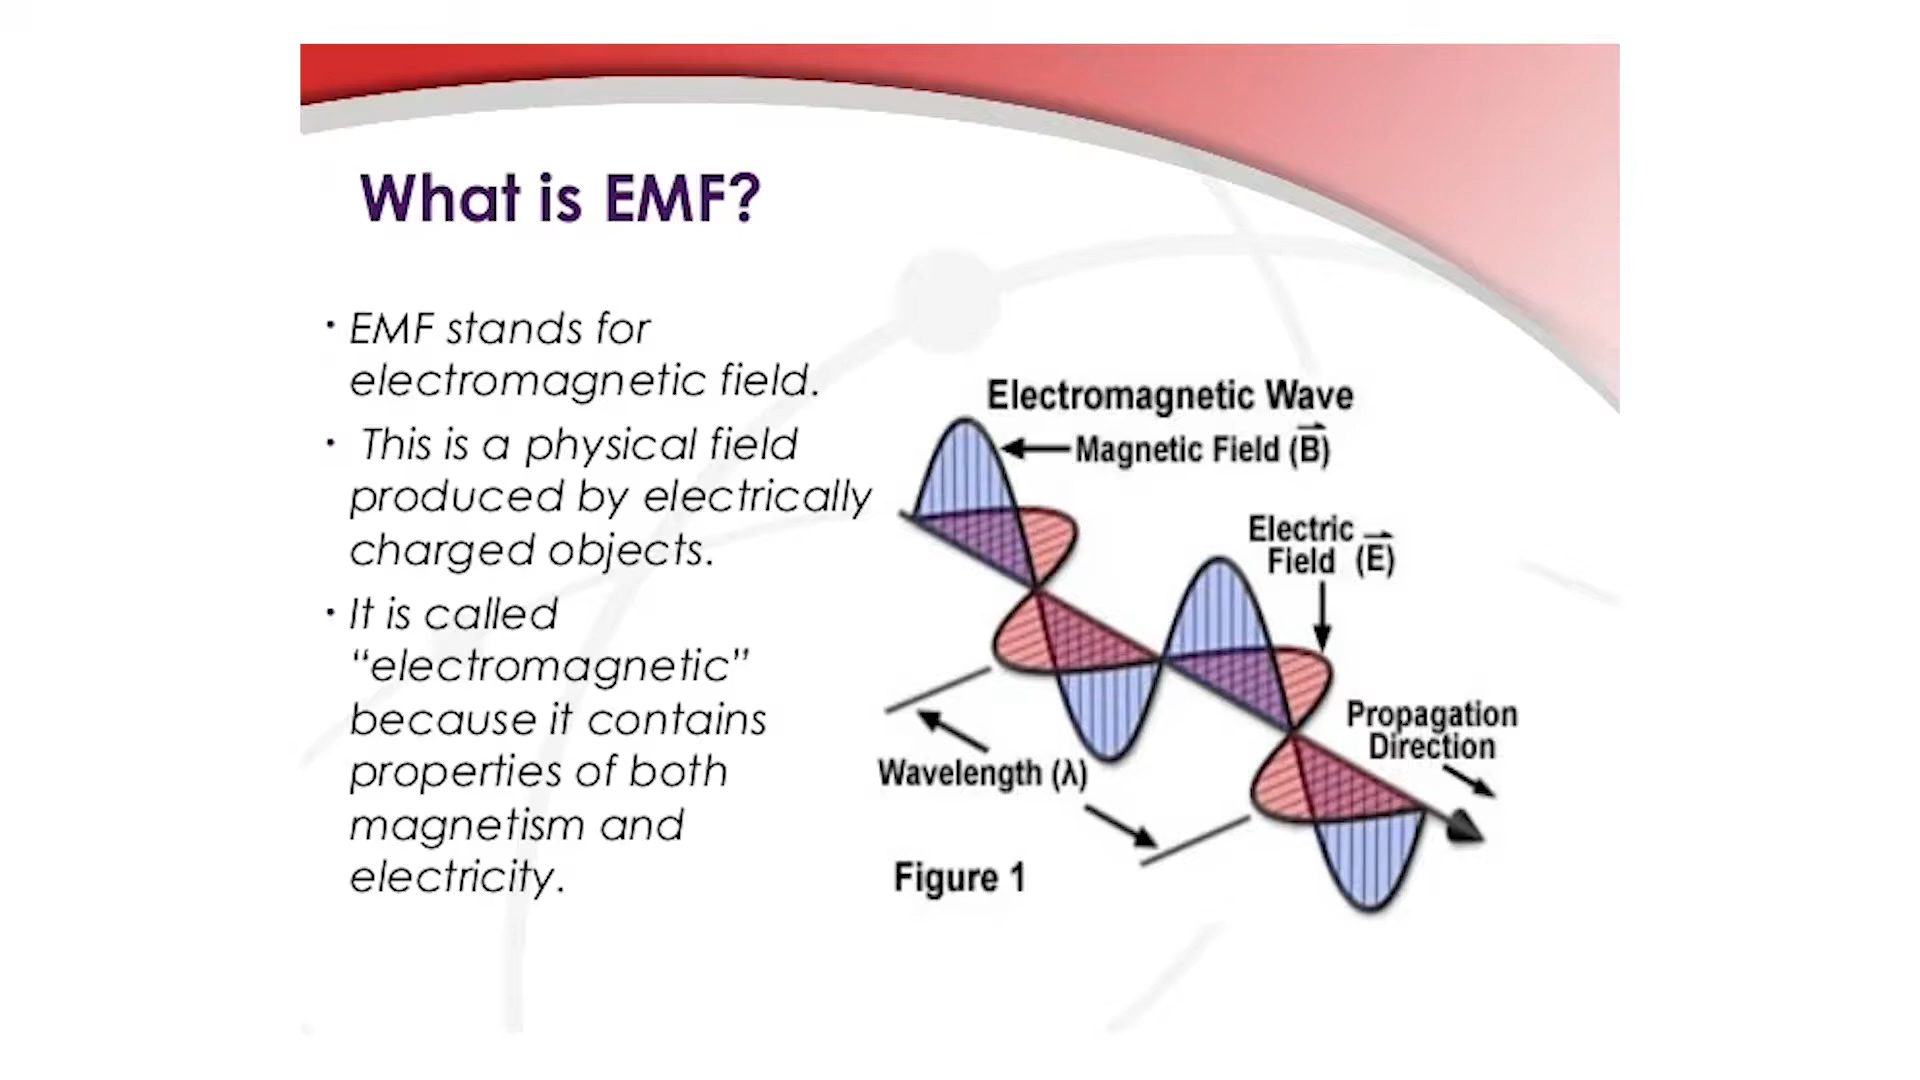 What is EMF?
· EMF stands for
electromagnetic field.
· This is a physical field
produced by electrically
charged objects.
· It is called
“electromagnetic”
because it contains
properties of both
magnetism and
electricity.
Electromagnetic Wave
Magnetic Field (B⃗)
Electric
Field (E⃗)
Propagation
Direction
Wavelength (λ)
Figure 1